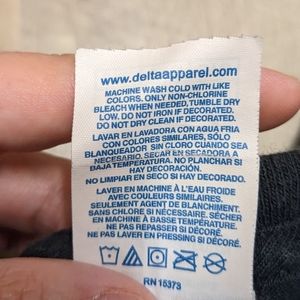 www.deltaapparel.com
MACHINE WASH COLD WITH LIKE
COLORS. ONLY NON-CHLORINE
BLEACH WHEN NEEDED, TUMBLE DRY
LOW. DO NOT IRON IF DECORATED.
DO NOT DRY CLEAN IF DECORATED.
LAVAR EN LAVADORA CON AGUA FRIA
CON COLORES SIMILARES, SÓLO
BLANQUEADOR SIN CLORO CUANDO SEA
NECESARIO, SECAR EN SECADORA A
BAJA TEMPERATURA. NO PLANCHAR SI
HAY DECORACIÓN.
NO LIMPIAR EN SECO SI HAY DECORACIÓN.
LAVER EN MACHINE À L'EAU FROIDE
AVEC COULEURS SIMILAIRES.
SEULEMENT AGENT DE BLANCHIMENT.
SANS CHLORE SI NÉCESSAIRE. SÉCHER
EN MACHINE À BASSE TEMPÉRATURE.
NE PAS REPASSER SI DÉCORÉ
NE PAS LAVER EN PRESSING SI DÉCORÉ.
RN 15373